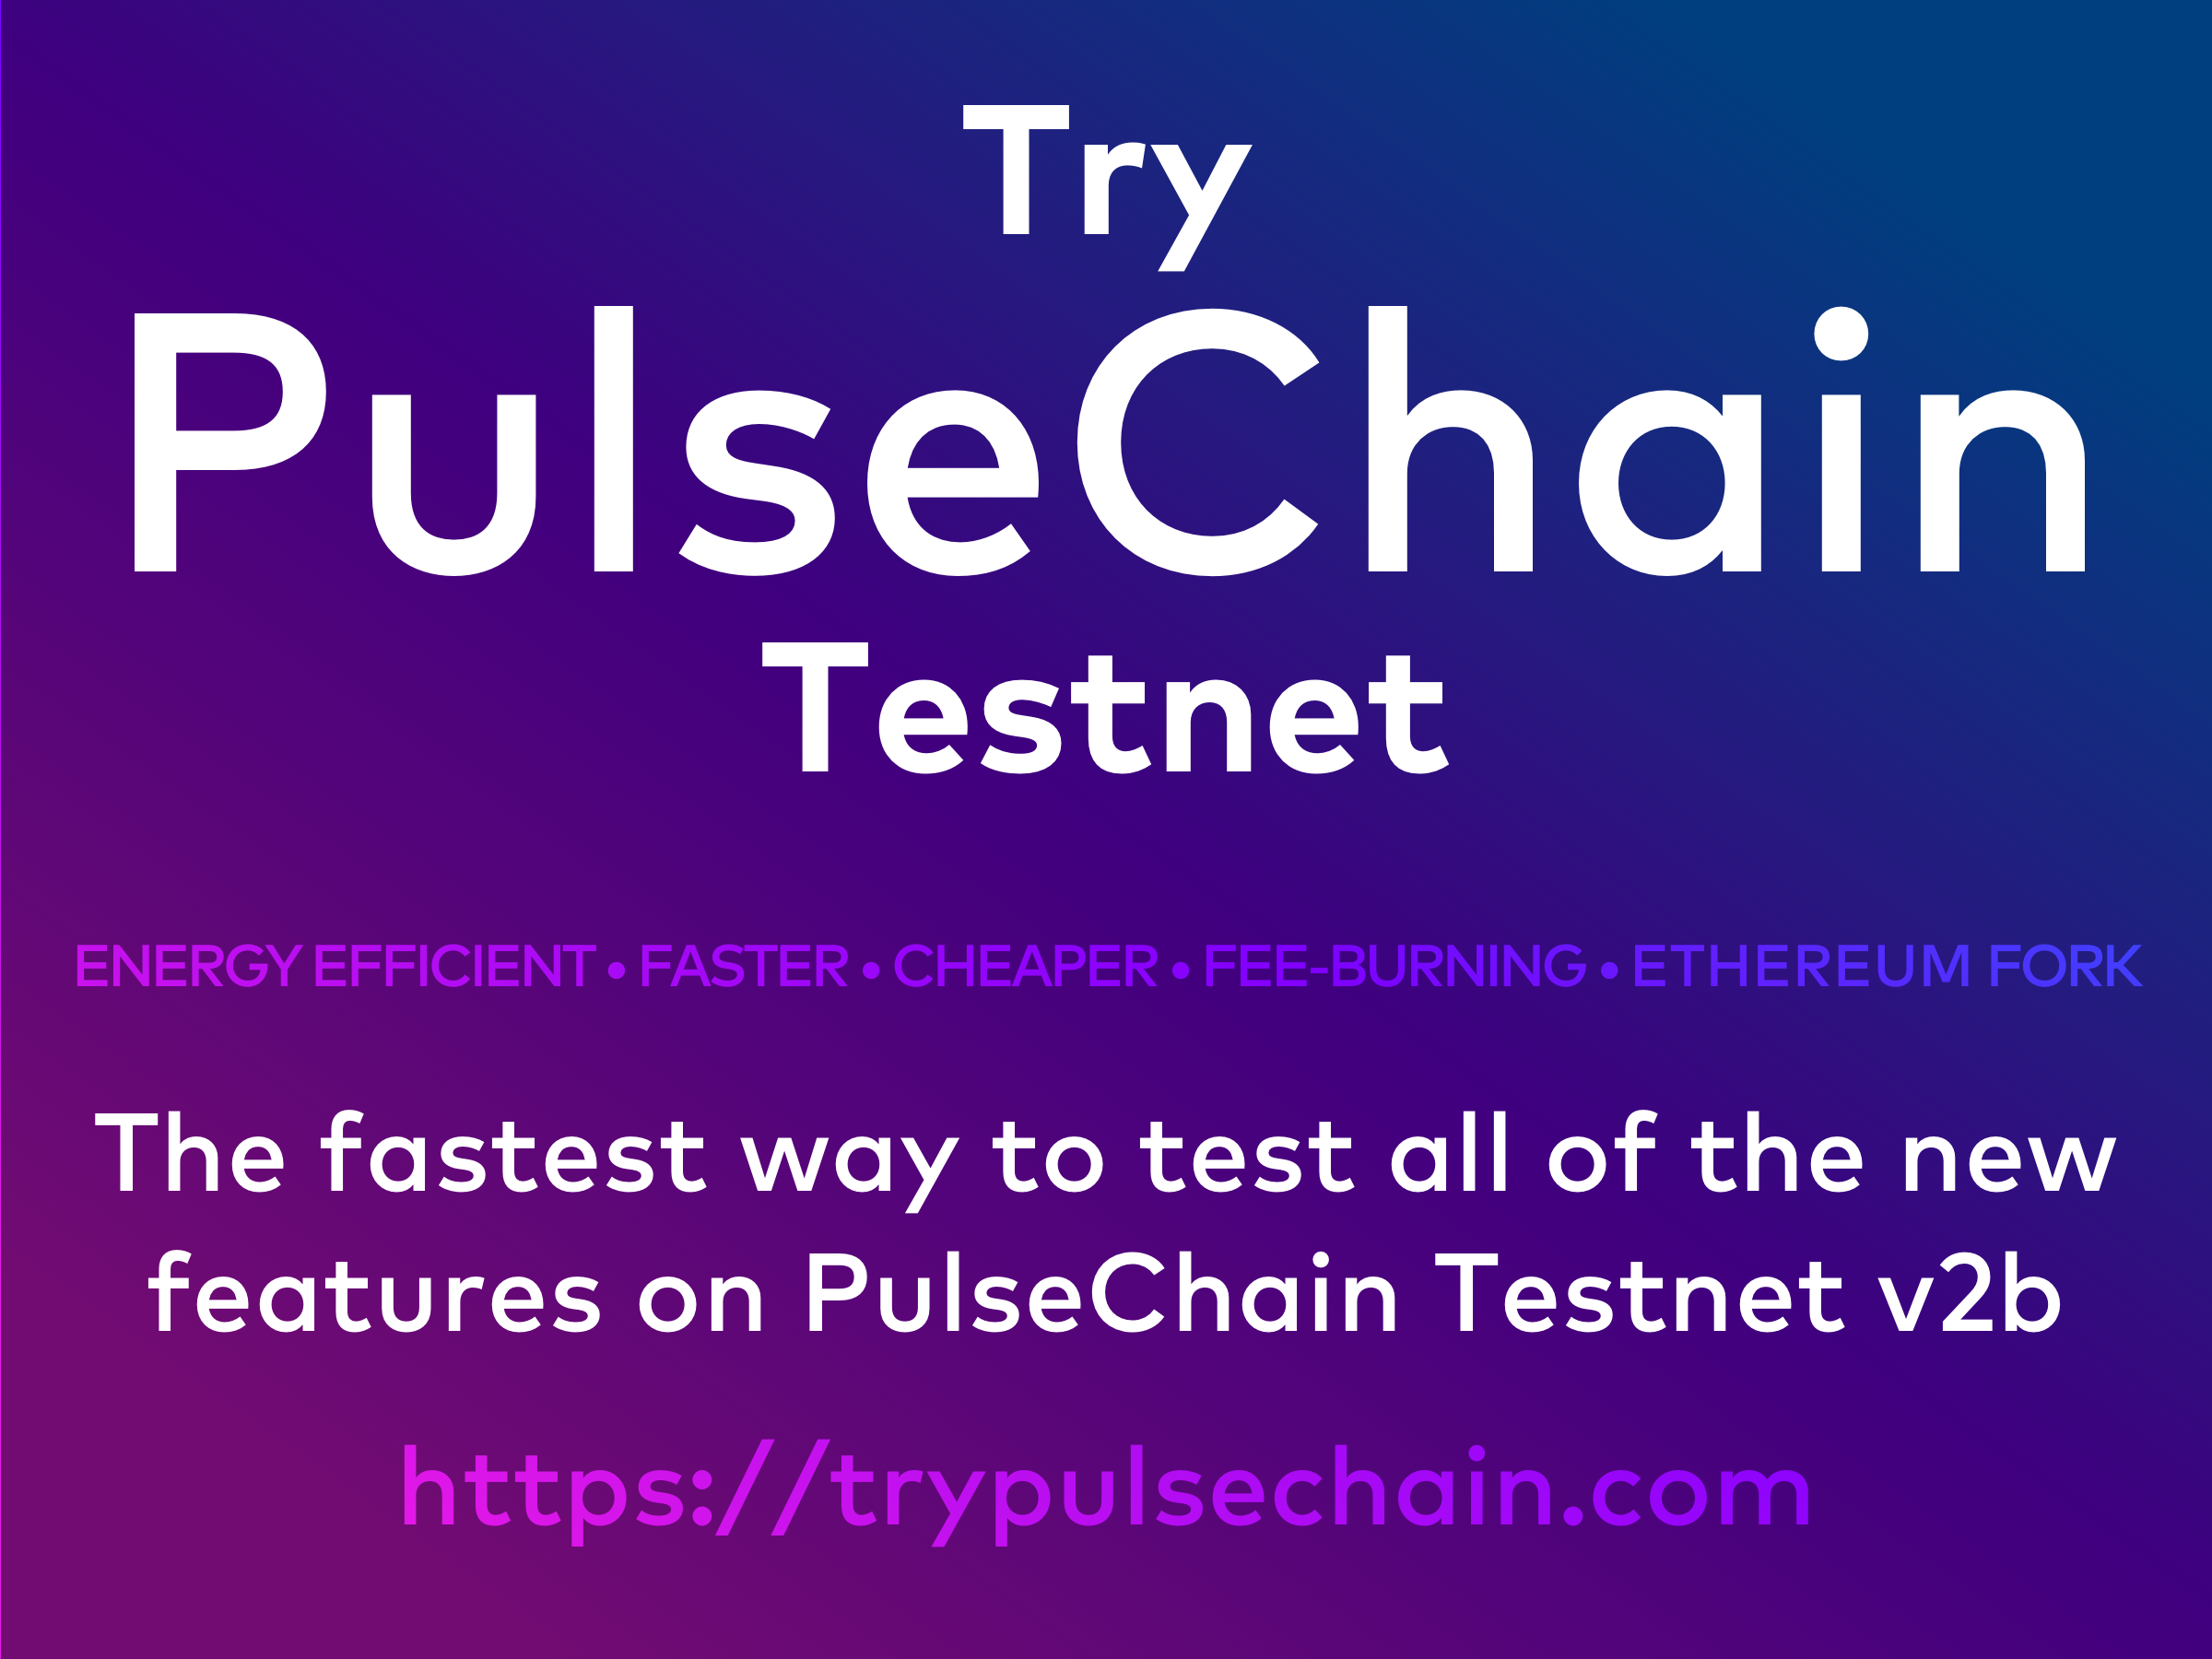 Try
PulseChain
Testnet
ENERGY EFFICIENT • FASTER • CHEAPER • FEE-BURNING • ETHEREUM FORK
The fastest way to test all of the new
features on PulseChain Testnet v2b
https://trypulsechain.com